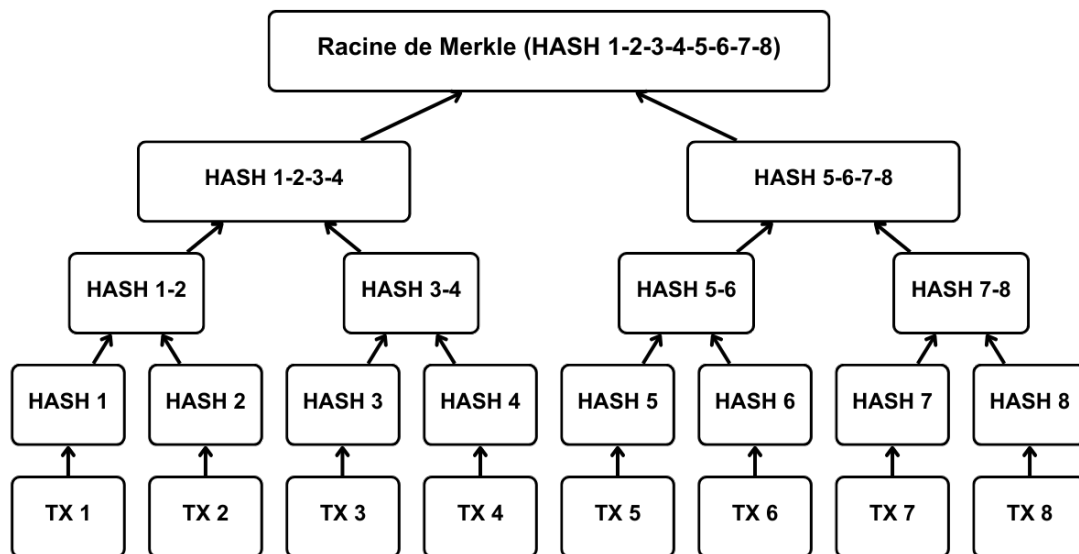 Racine de Merkle (HASH 1-2-3-4-5-6-7-8)
HASH 1-2-3-4
HASH 5-6-7-8
HASH 1-2
HASH 3-4
HASH 5-6
HASH 7-8
HASH 1
HASH 2
HASH 3
HASH 4
HASH 5
HASH 6
HASH 7
HASH 8
TX 1
TX 2
TX 3
TX 4
TX 5
TX 6
TX 7
TX 8